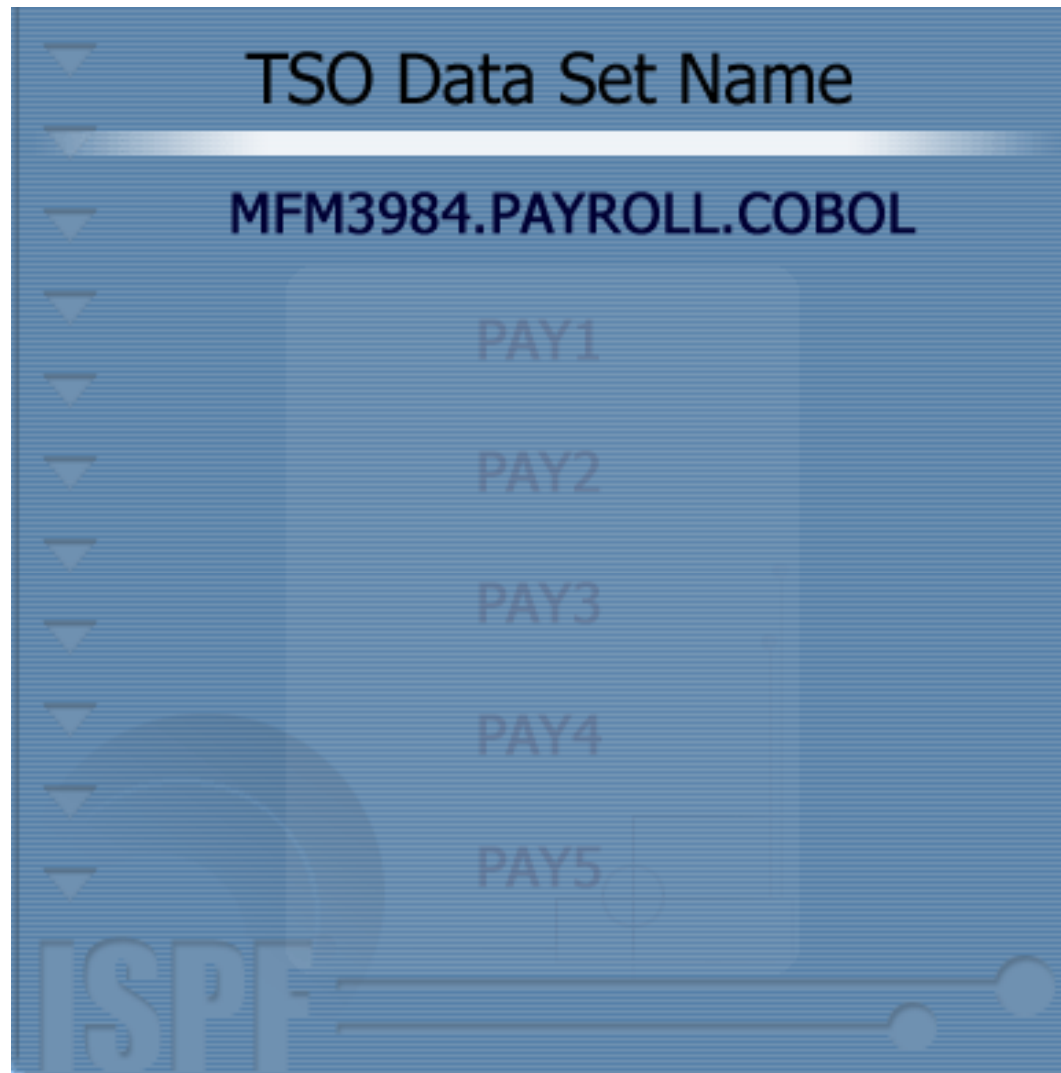 TSO Data Set Name
MFM3984.PAYROLL.COBOL
PAY1
PAY2
PAY3
PAY4
PAY5
ISPF